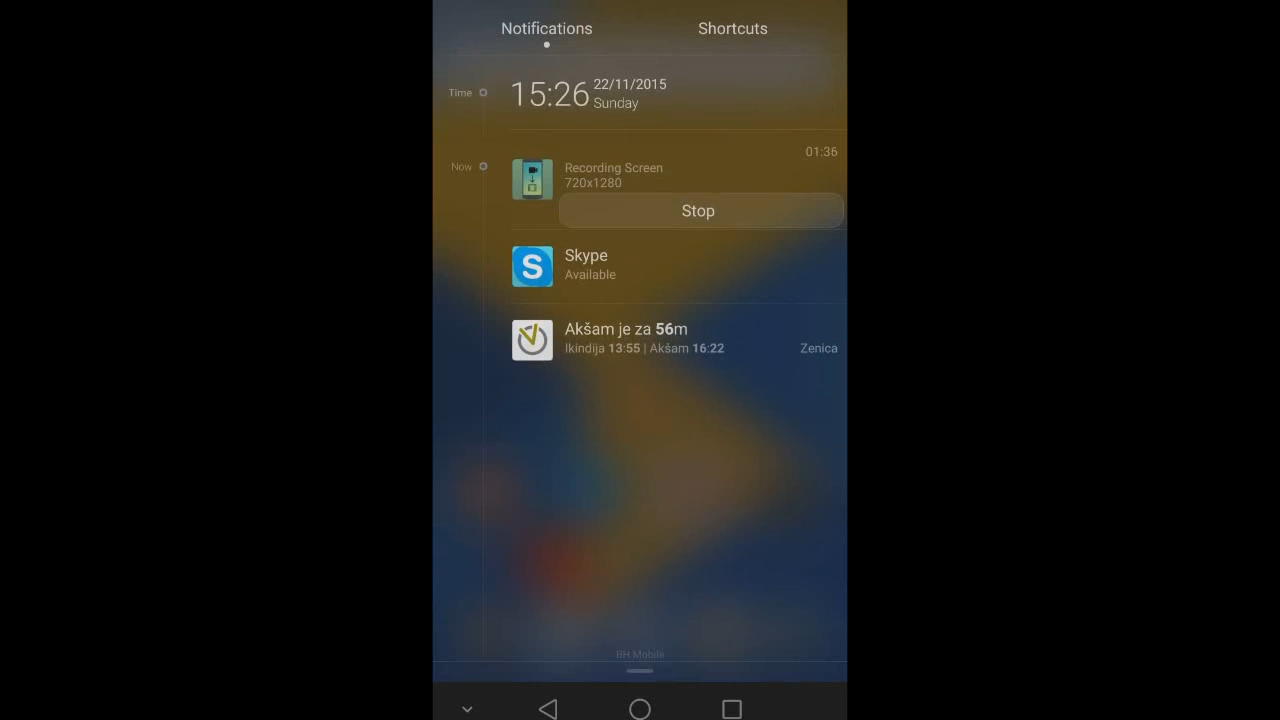 Notifications
Shortcuts
Time
15:26
22/11/2015
Sunday
Now
01:36
Recording Screen
720x1280
Stop
S
Skype
Available
Akšam je za 56m
Ikindija 13:55 | Akšam 16:22
Zenica
BH Mobile